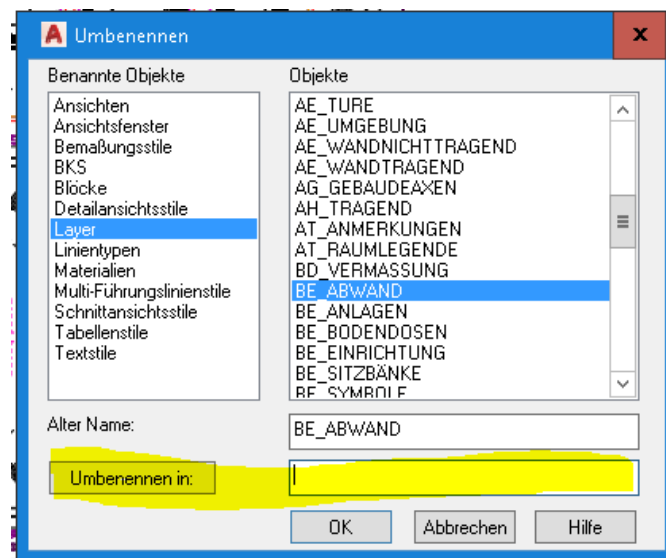 Umbenennen
Benannte Objekte
Objekte
Ansichten
Ansichtsfenster
Bemaßungsstile
BKS
Blöcke
Detailansichtsstile
Layer
Linientypen
Materialien
Multi-Führungslinienstile
Schnittansichtsstile
Tabellenstile
Textstile
AE_TURE
AE_UMGEBUNG
AE_WANDNICHTTRAGEND
AE_WANDTRAGEND
AG_GEBAUDEAXEN
AH_TRAGEND
AT_ANMERKUNGEN
AT_RAUMLEGENDE
BD_VERMASSUNG
BE_ABWAND
BE_ANLAGEN
BE_BODENDOSEN
BE_EINRICHTUNG
BE_SITZBÄNKE
BE_SYMBOLE
Alter Name:
BE_ABWAND
Umbenennen in:
OK
Abbrechen
Hilfe